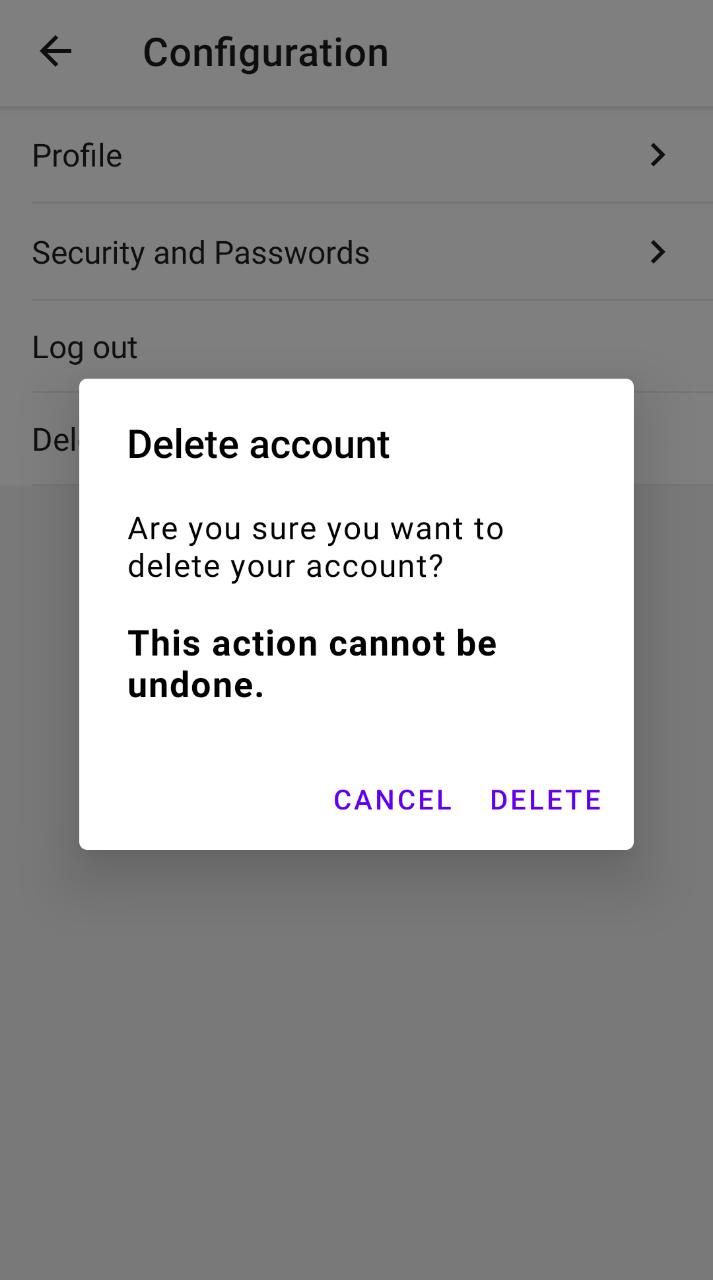 Configuration
Profile
Security and Passwords
Log out
Delete account
Are you sure you want to
delete your account?
This action cannot be
undone.
CANCEL DELETE